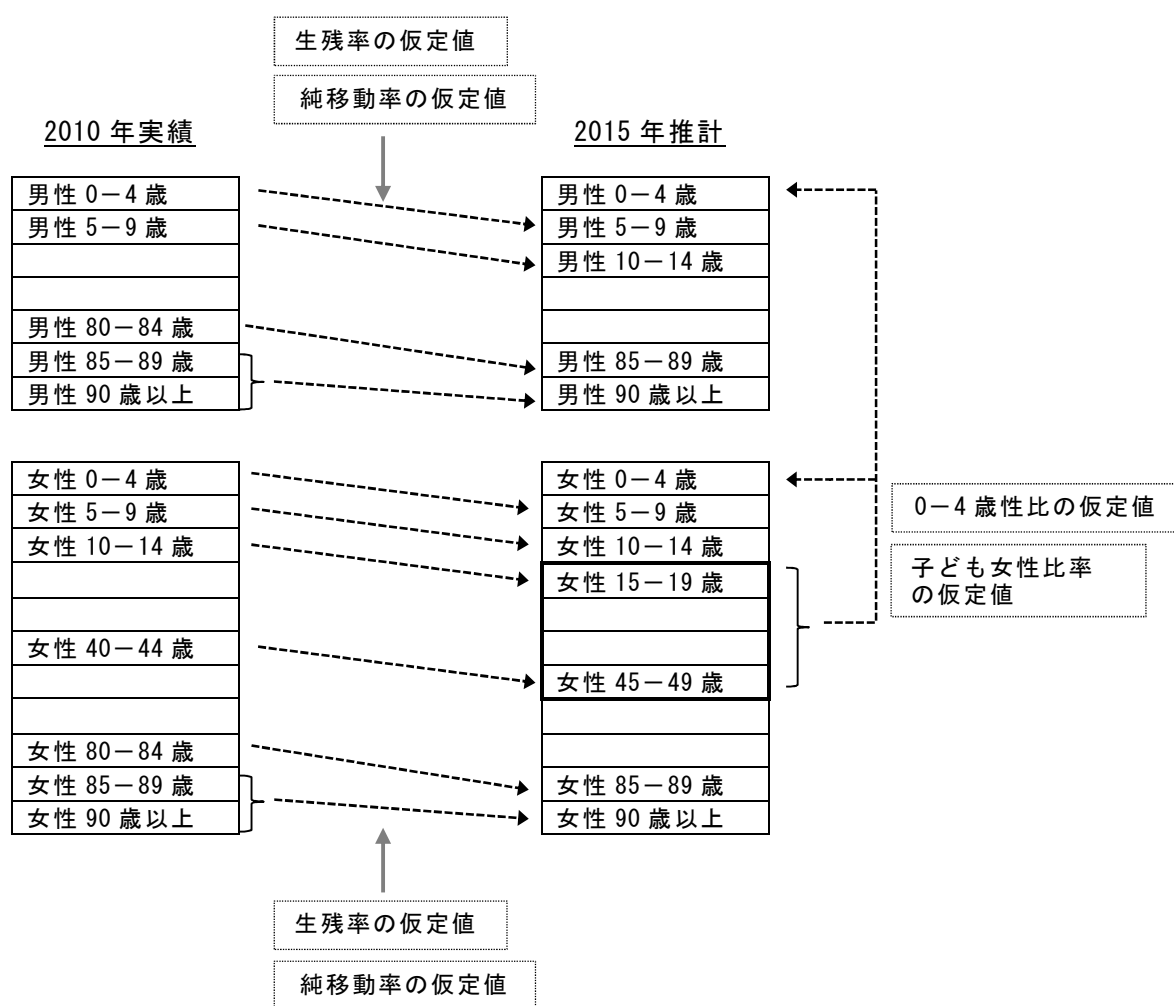 生残率の仮定値
純移動率の仮定値
2010 年実績
2015 年推計
男性 0－4 歳
男性 5－9 歳
男性 80－84 歳
男性 85－89 歳
男性 90 歳以上
男性 0－4 歳
男性 5－9 歳
男性 10－14 歳
男性 85－89 歳
男性 90 歳以上
女性 0－4 歳
女性 5－9 歳
女性 10－14 歳
女性 40－44 歳
女性 80－84 歳
女性 85－89 歳
女性 90 歳以上
女性 0－4 歳
女性 5－9 歳
女性 10－14 歳
女性 15－19 歳
女性 45－49 歳
女性 85－89 歳
女性 90 歳以上
0－4 歳性比の仮定値
子ども女性比率
の仮定値
生残率の仮定値
純移動率の仮定値